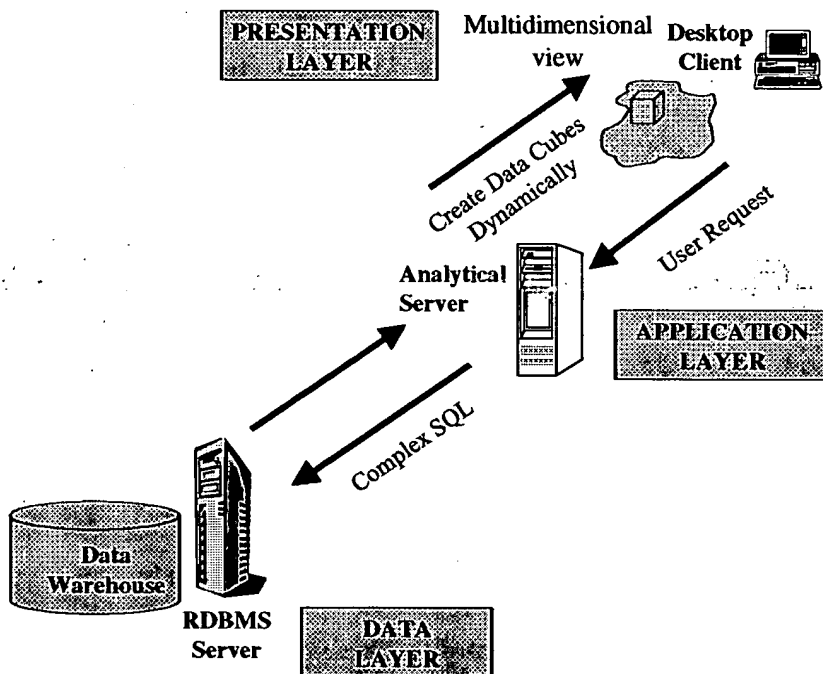 PRESENTATION
LAYER
Multidimensional
view
Desktop
Client
Create Data Cubes
Dynamically
User Request
Analytical
Server
APPLICATION
LAYER
Complex SQL
Data
Warehouse
RDBMS
Server
DATA
LAYER